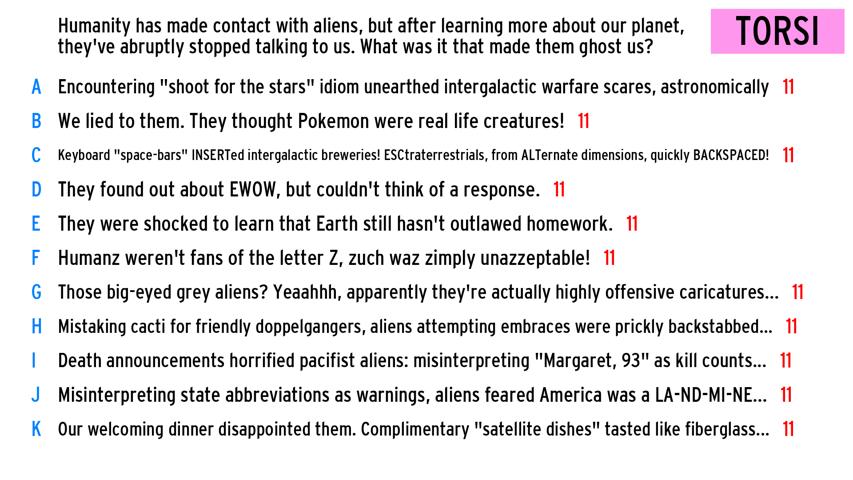 Humanity has made contact with aliens, but after learning more about our planet,
they've abruptly stopped talking to us. What was it that made them ghost us?
TORSI
A Encountering "shoot for the stars" idiom unearthed intergalactic warfare scares, astronomically 11
B We lied to them. They thought Pokemon were real life creatures! 11
C Keyboard "space-bars" INSERTed intergalactic breweries! ESCtraterrestrials, from ALTernate dimensions, quickly BACKSPACED! 11
D They found out about EWOW, but couldn't think of a response. 11
E They were shocked to learn that Earth still hasn't outlawed homework. 11
F Humanz weren't fans of the letter Z, zuch waz zimply unazzeptable! 11
G Those big-eyed grey aliens? Yeaahhh, apparently they're actually highly offensive caricatures... 11
H Mistaking cacti for friendly doppelgangers, aliens attempting embraces were prickly backstabbed... 11
I Death announcements horrified pacifist aliens: misinterpreting "Margaret, 93" as kill counts... 11
J Misinterpreting state abbreviations as warnings, aliens feared America was a LA-ND-MI-NE... 11
K Our welcoming dinner disappointed them. Complimentary "satellite dishes" tasted like fiberglass... 11